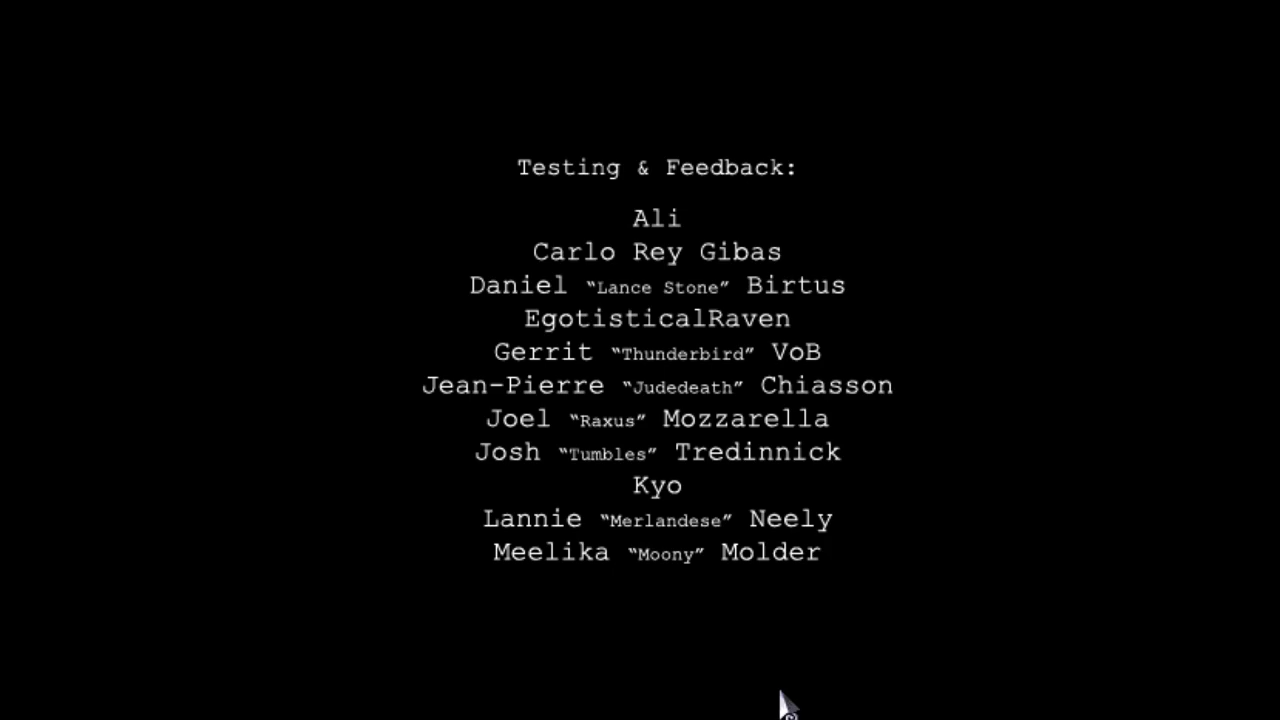 Testing & Feedback:
Ali
Carlo Rey Gibas
Daniel “Lance Stone” Birtus
EgotisticalRaven
Gerrit “Thunderbird” VoB
Jean-Pierre “Judedeath” Chiasson
Joel “Raxus” Mozzarella
Josh “Tumbles” Tredinnick
Kyo
Lannie “Merlandese” Neely
Meelika “Moony” Molder